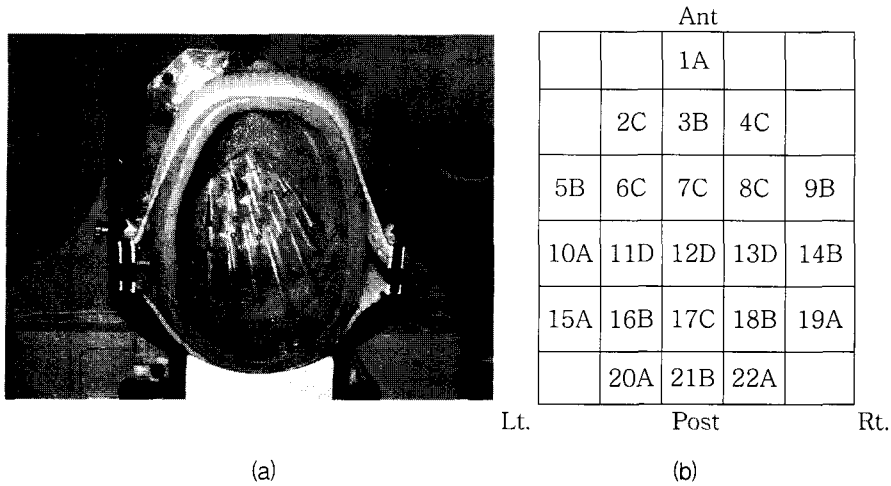 Ant
1A
2C 3B 4C
5B 6C 7C 8C 9B
10A 11D 12D 13D 14B
15A 16B 17C 18B 19A
20A 21B 22A
Lt. Post Rt.
(a) (b)